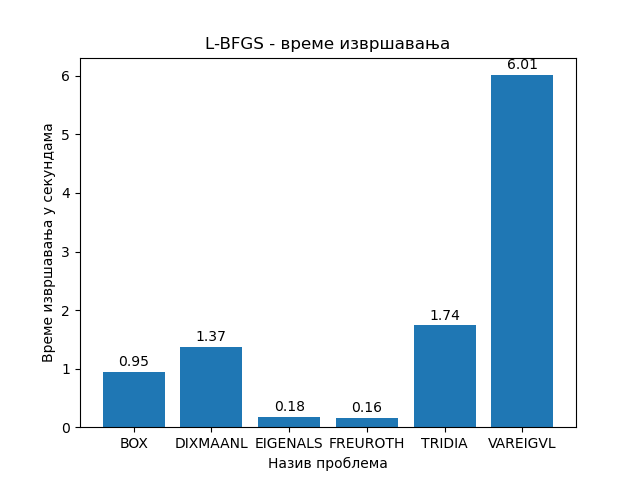 L-BFGS - време извршавања
Време извршавања у секундама
6
5
4
3
2
1
0
0.95
1.37
0.18
0.16
1.74
6.01
BOX
DIXMAANL
EIGENALS
FREUROTH
TRIDIA
VAREIGVL
Назив проблема